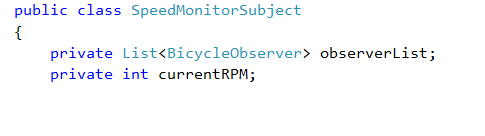 public class SpeedMonitorSubject
{
private List<BicycleObserver> observerList;
private int currentRPM;